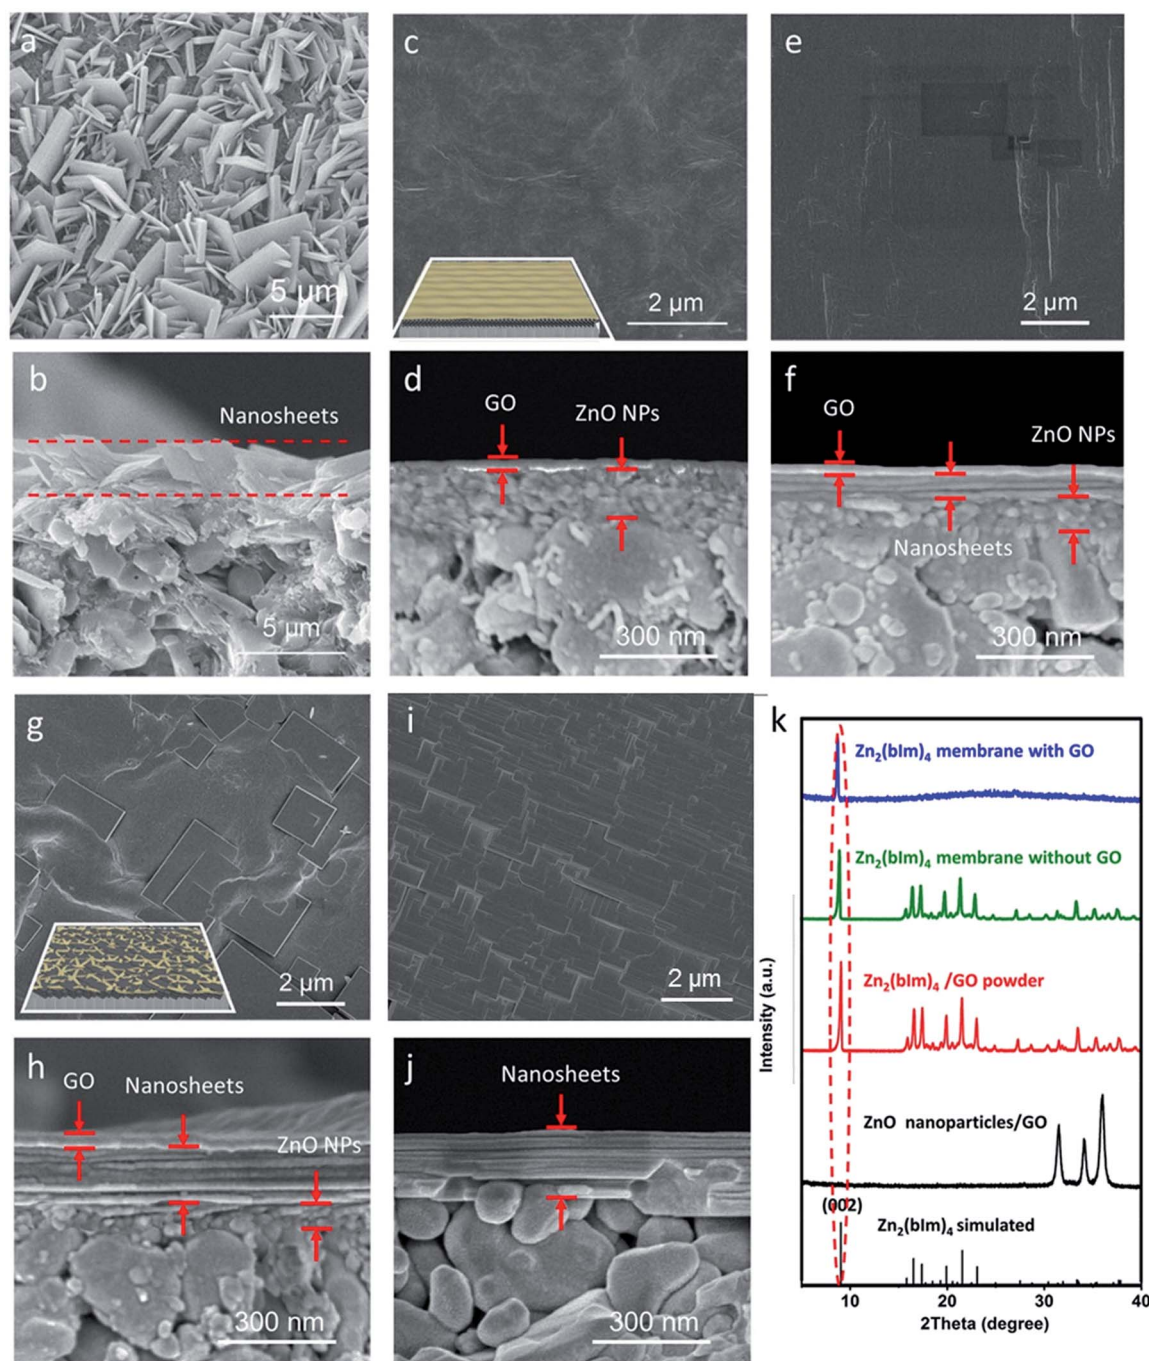 a
5 µm
c
2 µm
e
2 µm
b
Nanosheets
5 µm
d
GO
ZnO NPs
300 nm
f
GO
ZnO NPs
Nanosheets
300 nm
g
2 µm
i
2 µm
h
GO
Nanosheets
ZnO NPs
300 nm
j
Nanosheets
300 nm
k
Zn₂(bIm)₄ membrane with GO
Zn₂(bIm)₄ membrane without GO
Zn₂(bIm)₄ /GO powder
ZnO nanoparticles/GO
(002)
Zn₂(bIm)₄ simulated
Intensity (a.u.)
10 20 30 40
2Theta (degree)